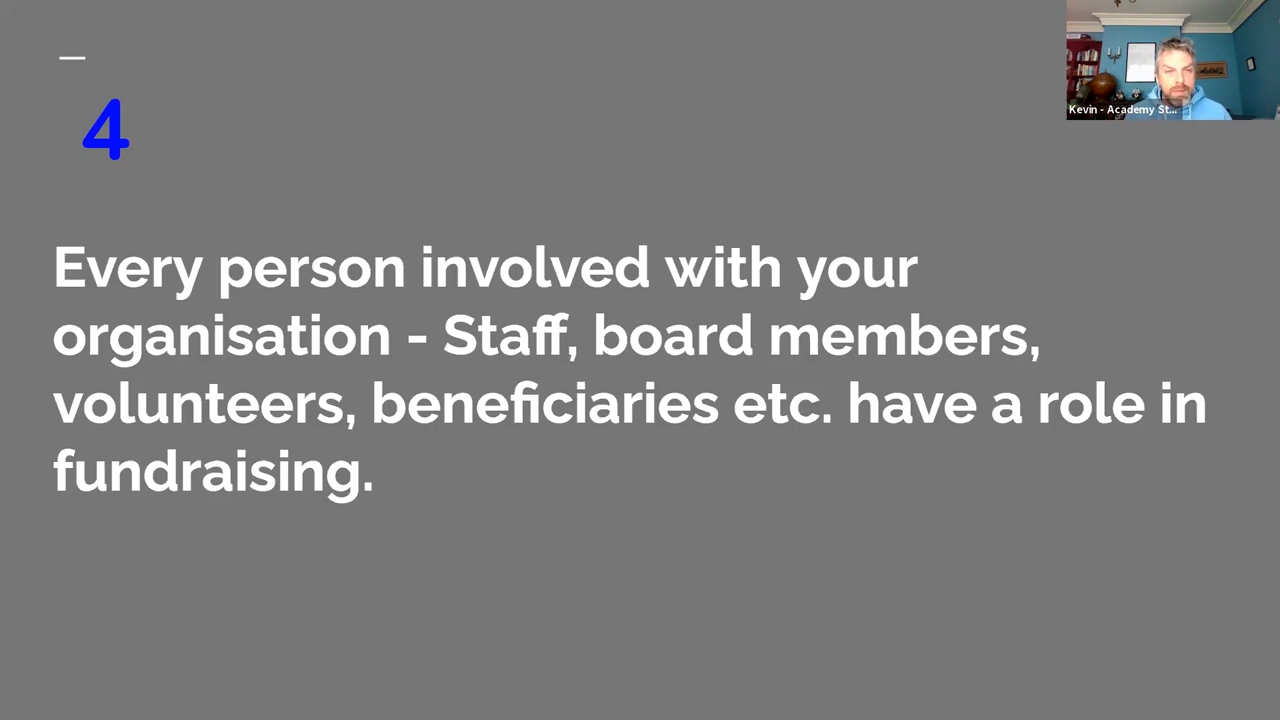 4
Every person involved with your
organisation - Staff, board members,
volunteers, beneficiaries etc. have a role in
fundraising.
Kevin - Academy St...